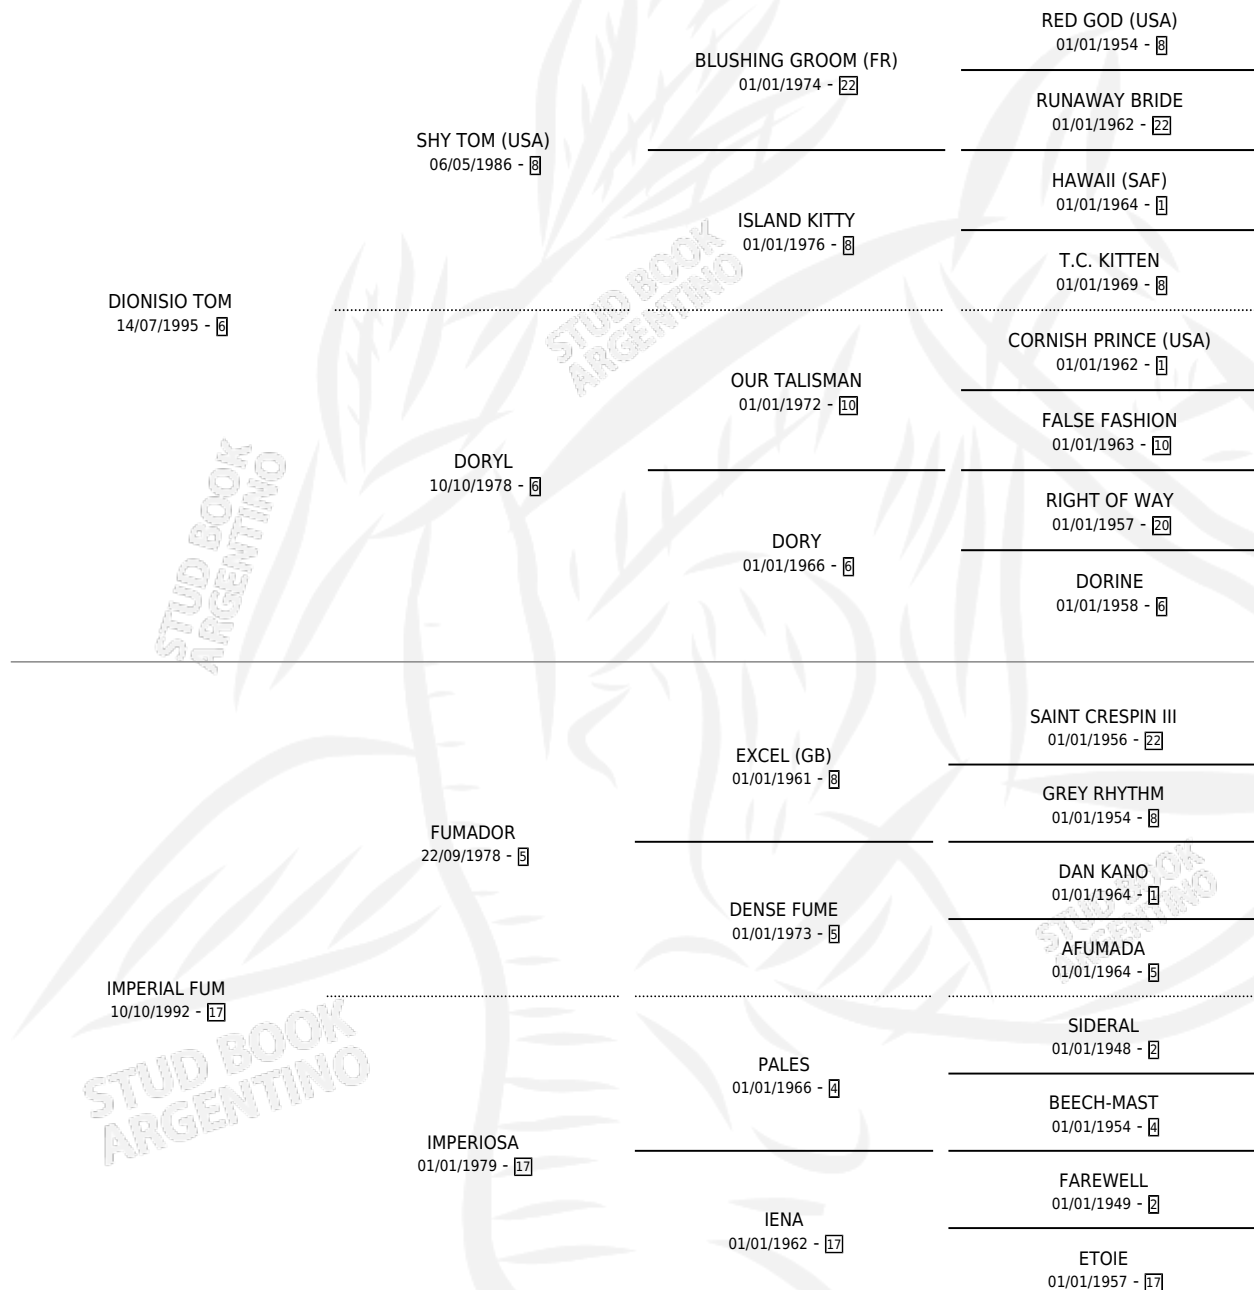 RED GOD (USA)
01/01/1954 - 8
BLUSHING GROOM (FR)
01/01/1974 - 22
RUNAWAY BRIDE
01/01/1962 - 22
SHY TOM (USA)
06/05/1986 - 8
HAWAII (SAF)
01/01/1964 - 1
ISLAND KITTY
01/01/1976 - 8
T.C. KITTEN
01/01/1969 - 8
DIONISIO TOM
14/07/1995 - 6
CORNISH PRINCE (USA)
01/01/1962 - 1
OUR TALISMAN
01/01/1972 - 10
FALSE FASHION
01/01/1963 - 10
DORYL
10/10/1978 - 6
RIGHT OF WAY
01/01/1957 - 20
DORY
01/01/1966 - 6
DORINE
01/01/1958 - 6
SAINT CRESPIN III
01/01/1956 - 22
EXCEL (GB)
01/01/1961 - 8
GREY RHYTHM
01/01/1954 - 8
FUMADOR
22/09/1978 - 5
DAN KANO
01/01/1964 - 1
DENSE FUME
01/01/1973 - 5
AFUMADA
01/01/1964 - 5
IMPERIAL FUM
10/10/1992 - 17
SIDERAL
01/01/1948 - 2
PALES
01/01/1966 - 4
BEECH-MAST
01/01/1954 - 4
IMPERIOSA
01/01/1979 - 17
FAREWELL
01/01/1949 - 2
IENA
01/01/1962 - 17
ETOIE
01/01/1957 - 17
STUD BOOK
ARGENTINO
STUD BOOK
ARGENTINO
STUD BOOK
ARGENTINO
STUD BOOK
ARGENTINO